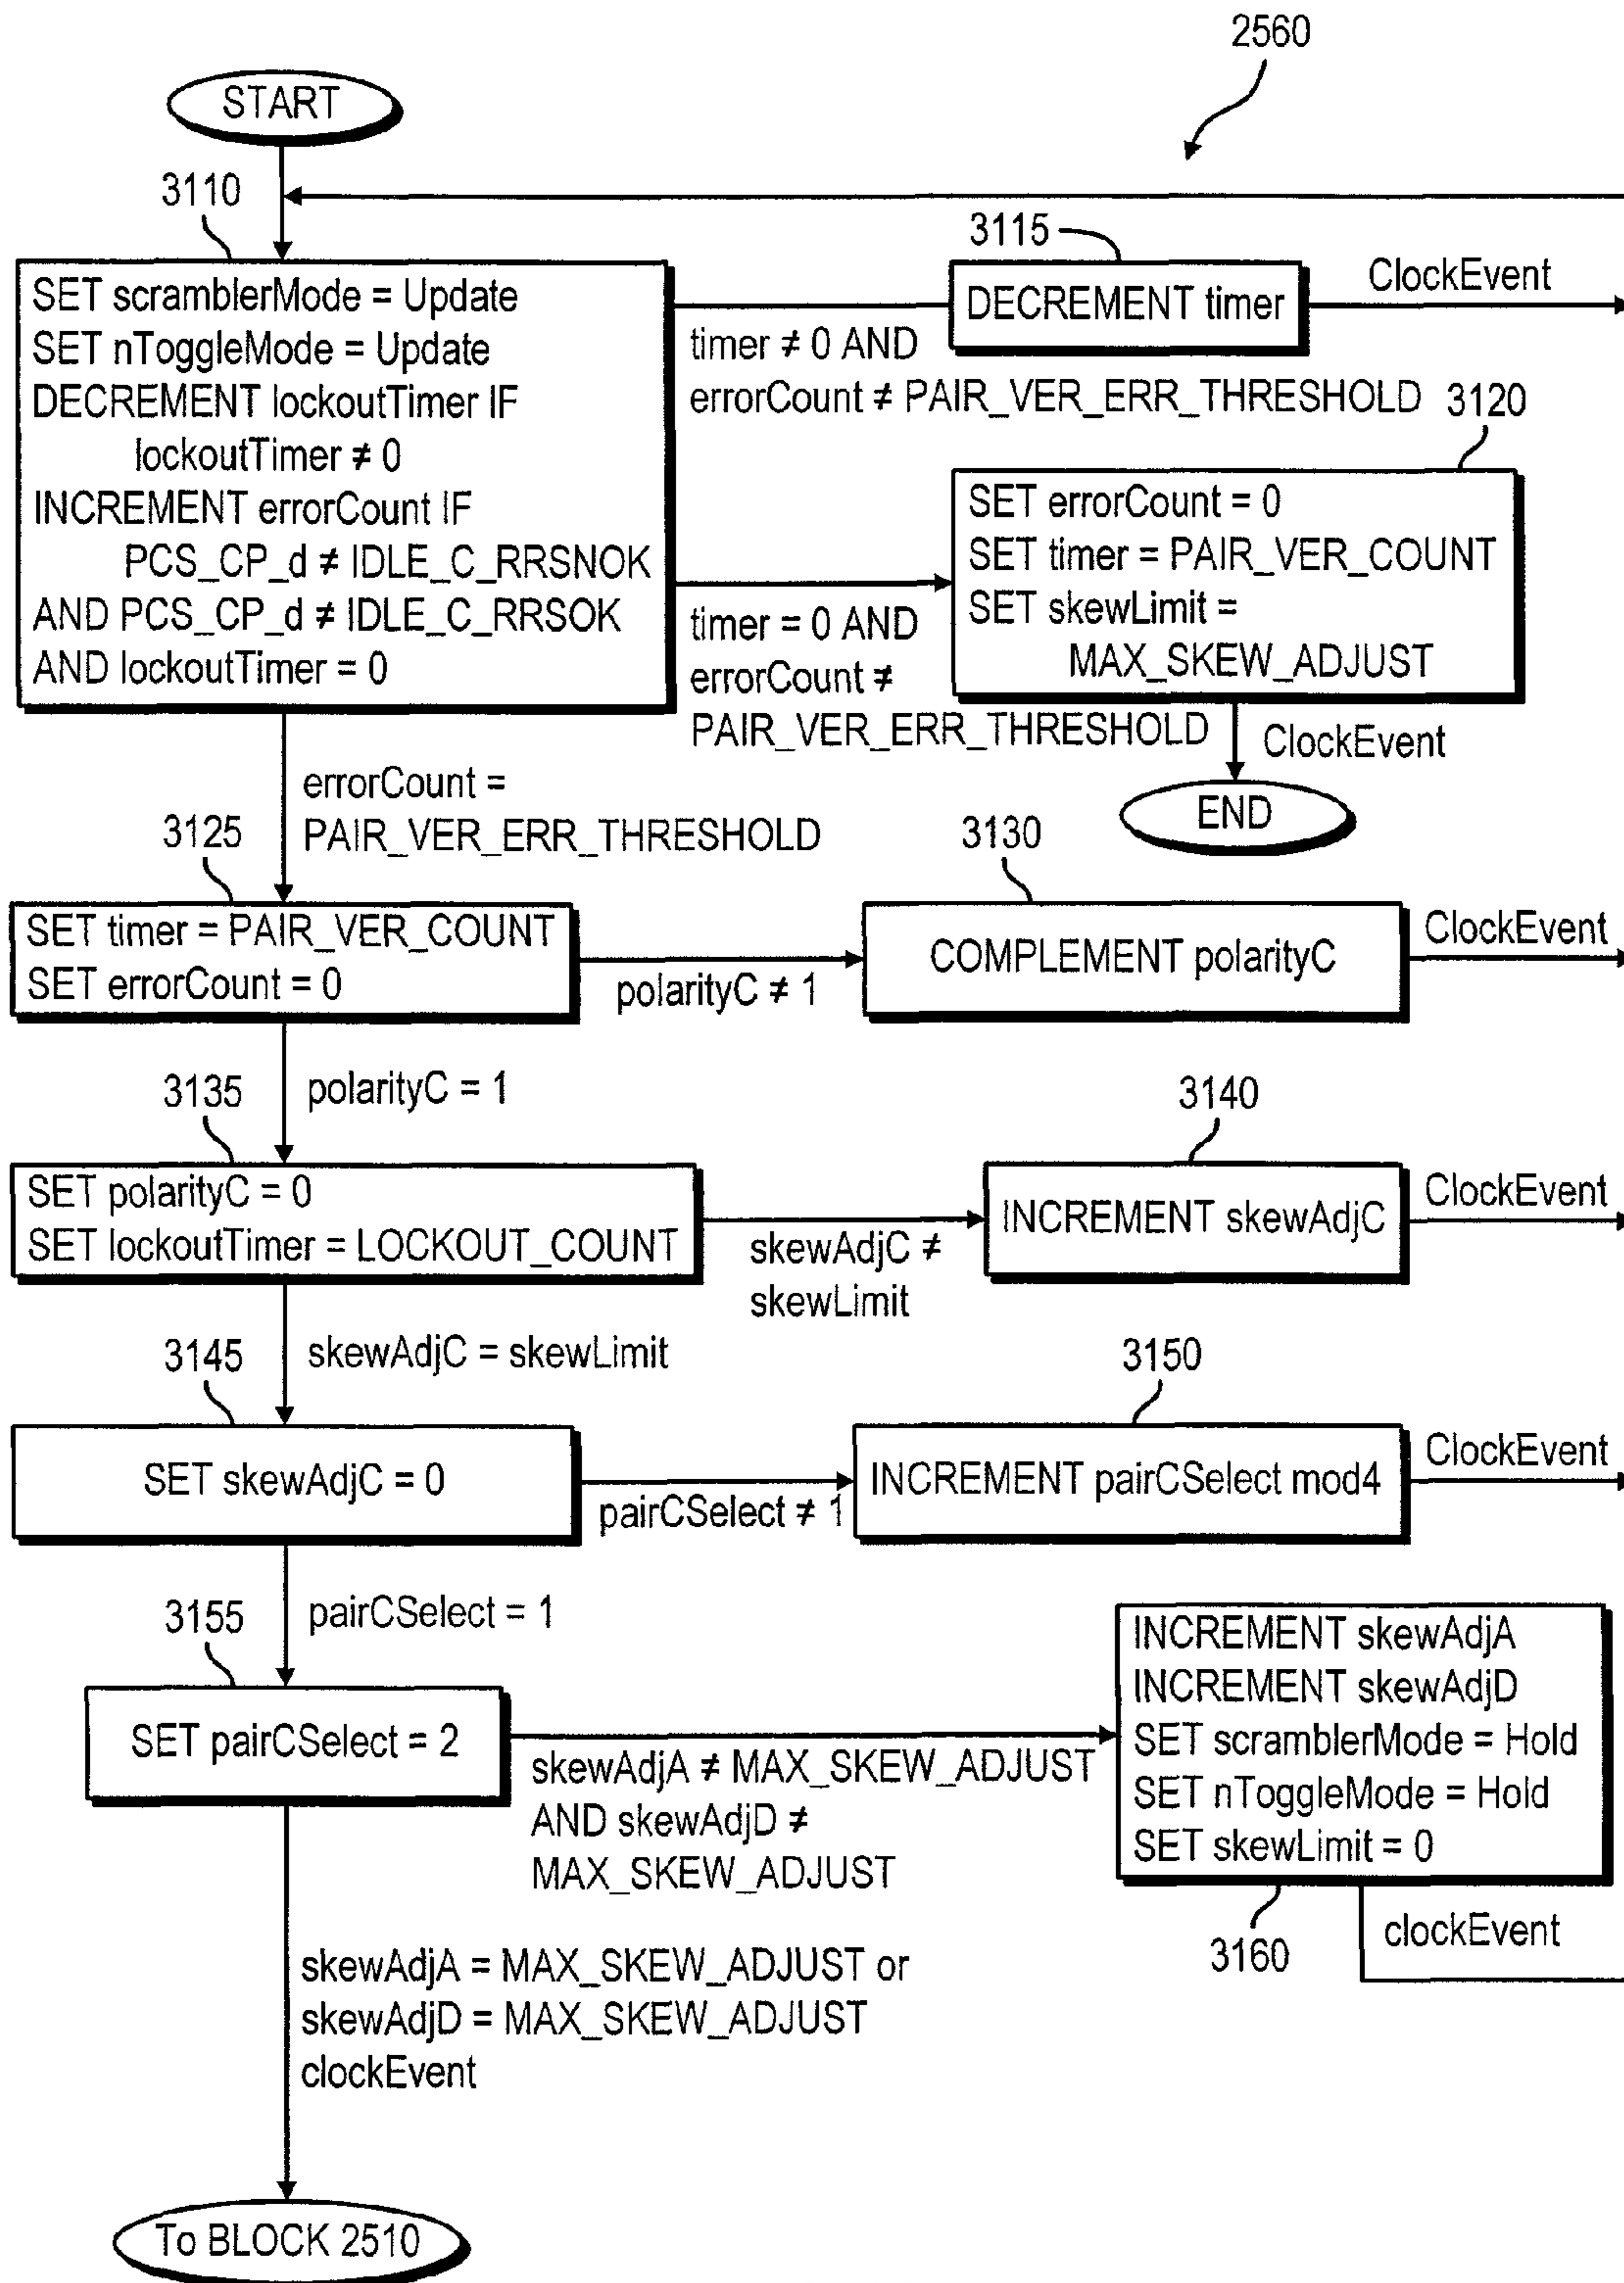 2560
START
3110
SET scramblerMode = Update
SET nToggleMode = Update
DECREMENT lockoutTimer IF
lockoutTimer ≠ 0
INCREMENT errorCount IF
PCS_CP_d ≠ IDLE_C_RRSNOK
AND PCS_CP_d ≠ IDLE_C_RRSOK
AND lockoutTimer = 0
3115
DECREMENT timer
ClockEvent
timer ≠ 0 AND
errorCount ≠ PAIR_VER_ERR_THRESHOLD
3120
SET errorCount = 0
SET timer = PAIR_VER_COUNT
SET skewLimit =
MAX_SKEW_ADJUST
timer = 0 AND
errorCount ≠
PAIR_VER_ERR_THRESHOLD
ClockEvent
END
errorCount =
PAIR_VER_ERR_THRESHOLD
3125
SET timer = PAIR_VER_COUNT
SET errorCount = 0
polarityC ≠ 1
3130
COMPLEMENT polarityC
ClockEvent
polarityC = 1
3135
SET polarityC = 0
SET lockoutTimer = LOCKOUT_COUNT
skewAdjC ≠
skewLimit
3140
INCREMENT skewAdjC
ClockEvent
skewAdjC = skewLimit
3145
SET skewAdjC = 0
pairCSelect ≠ 1
3150
INCREMENT pairCSelect mod4
ClockEvent
pairCSelect = 1
3155
SET pairCSelect = 2
skewAdjA ≠ MAX_SKEW_ADJUST
AND skewAdjD ≠
MAX_SKEW_ADJUST
INCREMENT skewAdjA
INCREMENT skewAdjD
SET scramblerMode = Hold
SET nToggleMode = Hold
SET skewLimit = 0
3160
clockEvent
skewAdjA = MAX_SKEW_ADJUST or
skewAdjD = MAX_SKEW_ADJUST
clockEvent
To BLOCK 2510